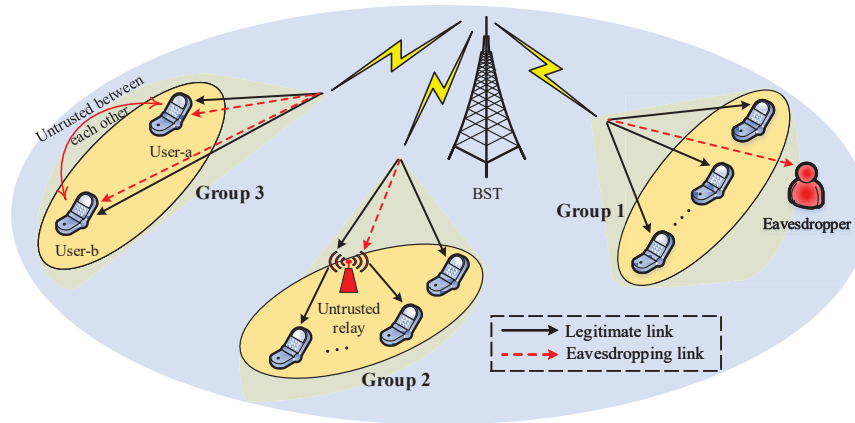 Untrusted between
each other
User-a
User-b
Group 3
BST
Group 1
Eavesdropper
Untrusted
relay
Group 2
Legitimate link
Eavesdropping link